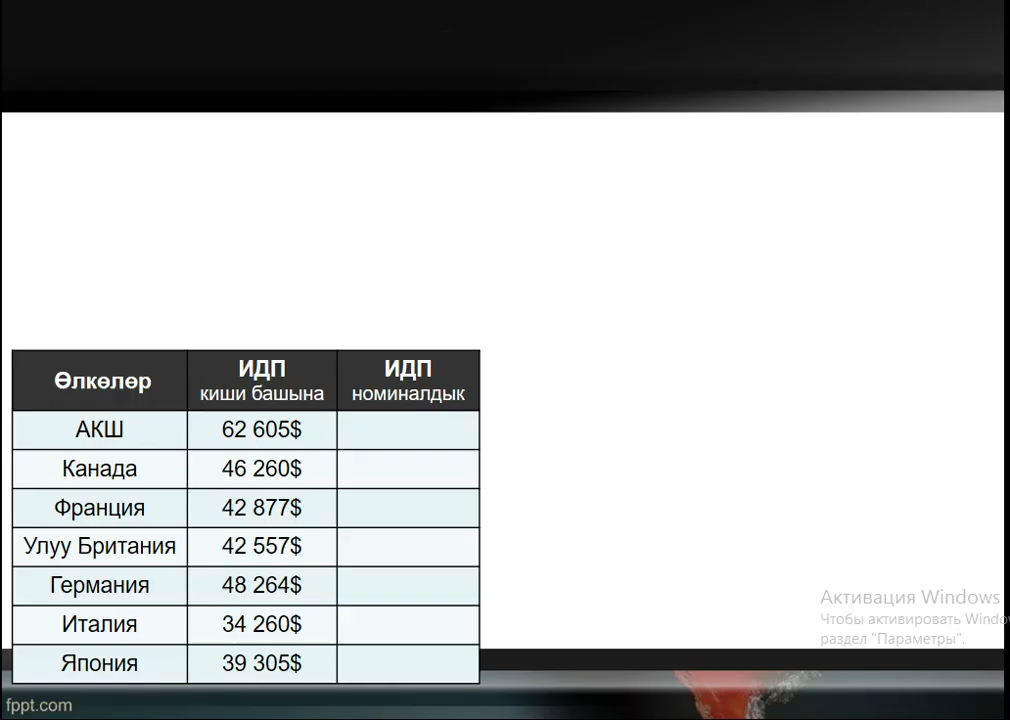 Өлкөлөр ИДП киши башына ИДП номиналдык
АКШ 62 605$
Канада 46 260$
Франция 42 877$
Улуу Британия 42 557$
Германия 48 264$
Италия 34 260$
Япония 39 305$
Активация Windows
Чтобы активировать Windo
раздел "Параметры".
fppt.com